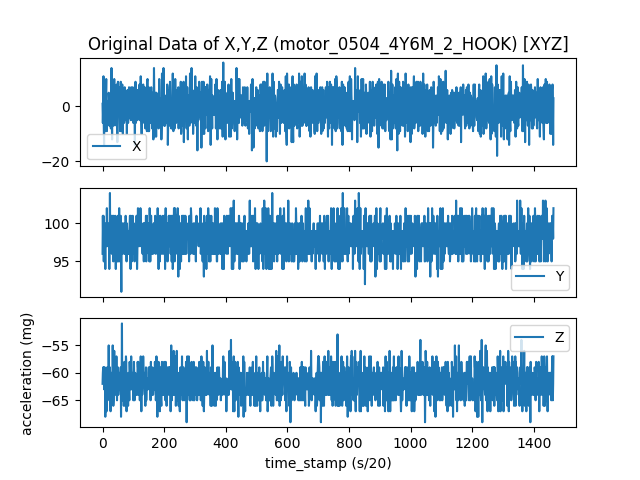 Original Data of X,Y,Z (motor_0504_4Y6M_2_HOOK) [XYZ]
0
−20
X
100
95
Y
−55
−60
−65
Z
acceleration (mg)
0 200 400 600 800 1000 1200 1400
time_stamp (s/20)